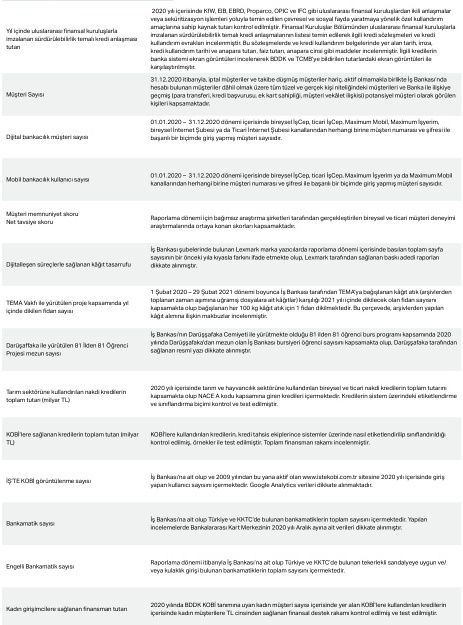 Yıl içinde uluslararası finansal kuruluşlarla
imzalanan sürdürülebilirlik temalı kredi anlaşması
tutarı
2020 yılı içerisinde KfW, EIB, EBRD, Proparco, OPIC ve IFC gibi uluslararası finansal kuruluşlardan ikili anlaşmalar
veya seküritizasyon işlemleri yoluyla temin edilen çevresel ve sosyal fayda yaratmaya yönelik özel kullandırım
amaçlarına sahip kaynak tutarı kontrol edilmiştir. Finansal Kuruluşlar Bölümünden uluslararası finansal kuruluşlarla
imzalanan sürdürülebilirlik temalı kredi anlaşmalarının listesi temin edilerek ilgili kredi sözleşmeleri ve kredi
kullandırım evrakları incelenmiştir. Bu sözleşmelerde ve kredi kullandırım belgelerinde yer alan tarih, imza,
kredi kullandırım tarihi ve anapara tutarı, faiz tutarı, anapara cinsi gibi maddeler incelenmiştir. İlgili kredilerin
banka sistemi ekran görüntüleri incelenerek BDDK ve TCMB'ye bildirilen tutarlardaki ekran görüntüleri ile
karşılaştırılmıştır.
Müşteri Sayısı
31.12.2020 itibarıyla, iptal müşteriler ve takibe düşmüş müşteriler hariç, aktif olmamakla birlikte İş Bankası'nda
hesabı bulunan müşteriler dâhil olmak üzere tüm tüzel ve gerçek kişi niteliğindeki müşterileri ve Banka ile ilişkiye
geçmiş (para transferi, kredi başvurusu, ek kart sahipliği, müşteri vekâlet ilişkisi) potansiyel müşteri olarak görülen
kişileri kapsamaktadır.
Dijital bankacılık müşteri sayısı
01.01.2020 – 31.12.2020 dönemi içerisinde bireysel İşCep, ticari İşCep, Maximum Mobil, Maximum İşyerim,
bireysel İnternet Şubesi ya da Ticari İnternet Şubesi kanallarından herhangi birine müşteri numarası ve şifresi ile
başarılı bir biçimde giriş yapmış müşteri sayısıdır.
Mobil bankacılık kullanıcı sayısı
01.01.2020 – 31.12.2020 dönemi içerisinde bireysel İşCep, ticari İşCep, Maximum İşyerim ya da Maximum Mobil
kanallarından herhangi birine müşteri numarası ve şifresi ile başarılı bir biçimde giriş yapmış müşteri sayısıdır.
Müşteri memnuniyet skoru
Net tavsiye skoru
Raporlama dönemi için bağımsız araştırma şirketleri tarafından gerçekleştirilen bireysel ve ticari müşteri deneyimi
araştırmalarında ortaya konan skorları kapsamaktadır.
Dijitalleşen süreçlerle sağlanan kâğıt tasarrufu
İş Bankası şubelerinde bulunan Lexmark marka yazıcılarda raporlama dönemi içerisinde basılan toplam sayfa
sayısının bir önceki yıla kıyasla farkını ifade etmekte olup, Lexmark tarafından sağlanan baskı adedi raporları
dikkate alınmıştır.
TEMA Vakfı ile yürütülen proje kapsamında yıl
içinde dikilen fidan sayısı
1 Şubat 2020 – 29 Şubat 2021 dönemi boyunca İş Bankası tarafından TEMA'ya bağışlanan kâğıt atık (arşivlerden
toplanan zaman aşımına uğramış dosyalara ait kâğıtlar) karşılığı 2021 yılı içinde dikilecek olan fidan sayısını
kapsamakta olup bağışlanan her 100 kg kâğıt atık için 1 fidan dikilmektedir. Bu çerçevede, arşivlerden yapılan
kâğıt alımına ilişkin makbuzlar incelenmiştir.
Darüşşafaka ile yürütülen 81 İlden 81 Öğrenci
Projesi mezun sayısı
İş Bankası'nın Darüşşafaka Cemiyeti ile yürütmekte olduğu 81 ilden 81 öğrenci burs programı kapsamında 2020
yılında Darüşşafaka'dan mezun olan İş Bankası bursiyeri öğrenci sayısını kapsamakta olup, Darüşşafaka tarafından
sağlanan resmi yazı dikkate alınmıştır.
Tarım sektörüne kullandırılan nakdi kredilerin
toplam tutarı (milyar TL)
2020 yılı içerisinde tarım ve hayvancılık sektörüne kullandırılan bireysel ve ticari nakdi kredilerin toplam tutarını
kapsamakta olup NACE A kodu kapsamına giren kredileri içermektedir. Kredilerin sistem üzerindeki etiketlendirme
ve sınıflandırma biçimi kontrol ve test edilmiştir.
KOBİ'lere sağlanan kredilerin toplam tutarı (milyar
TL)
KOBİ'lere kullandırılan kredilerin, kredi tahsis ekiplerince sistemler üzerinde nasıl etiketlendirilip sınıflandırıldığı
kontrol edilmiş, örnekler ile test edilmiştir. Toplam finansman rakamı incelenmiştir.
İŞ'TE KOBİ görüntülenme sayısı
İş Bankası'na ait olup ve 2009 yılından bu yana aktif olan www.istekobi.com.tr sitesine 2020 yılı içerisinde giriş
yapan kullanıcı sayısını içermektedir. Google Analytics verileri dikkate alınmaktadır.
Bankamatik sayısı
İş Bankası'na ait olup Türkiye ve KKTC'de bulunan bankamatiklerin toplam sayısını içermektedir. Yapılan
incelemelerde Bankalararası Kart Merkezinin 2020 yılı Aralık ayına ait verileri dikkate alınmıştır.
Engelli Bankamatik sayısı
Raporlama dönemi itibarıyla İş Bankası'na ait Türkiye ve KKTC'de bulunan tekerlekli sandalyeye uygun ve/
veya kulaklık girişi bulunan bankamatiklerin toplam sayısını içermektedir.
Kadın girişimcilere sağlanan finansman tutarı
2020 yılında BDDK KOBİ tanımına uyan kadın müşteri sayısı içerisinde yer alan KOBİ'lere kullandırılan kredilerin
içerisinde kadın müşterilere TL cinsinden sağlanan finansal destek rakamı kontrol edilmiş ve test edilmiştir.